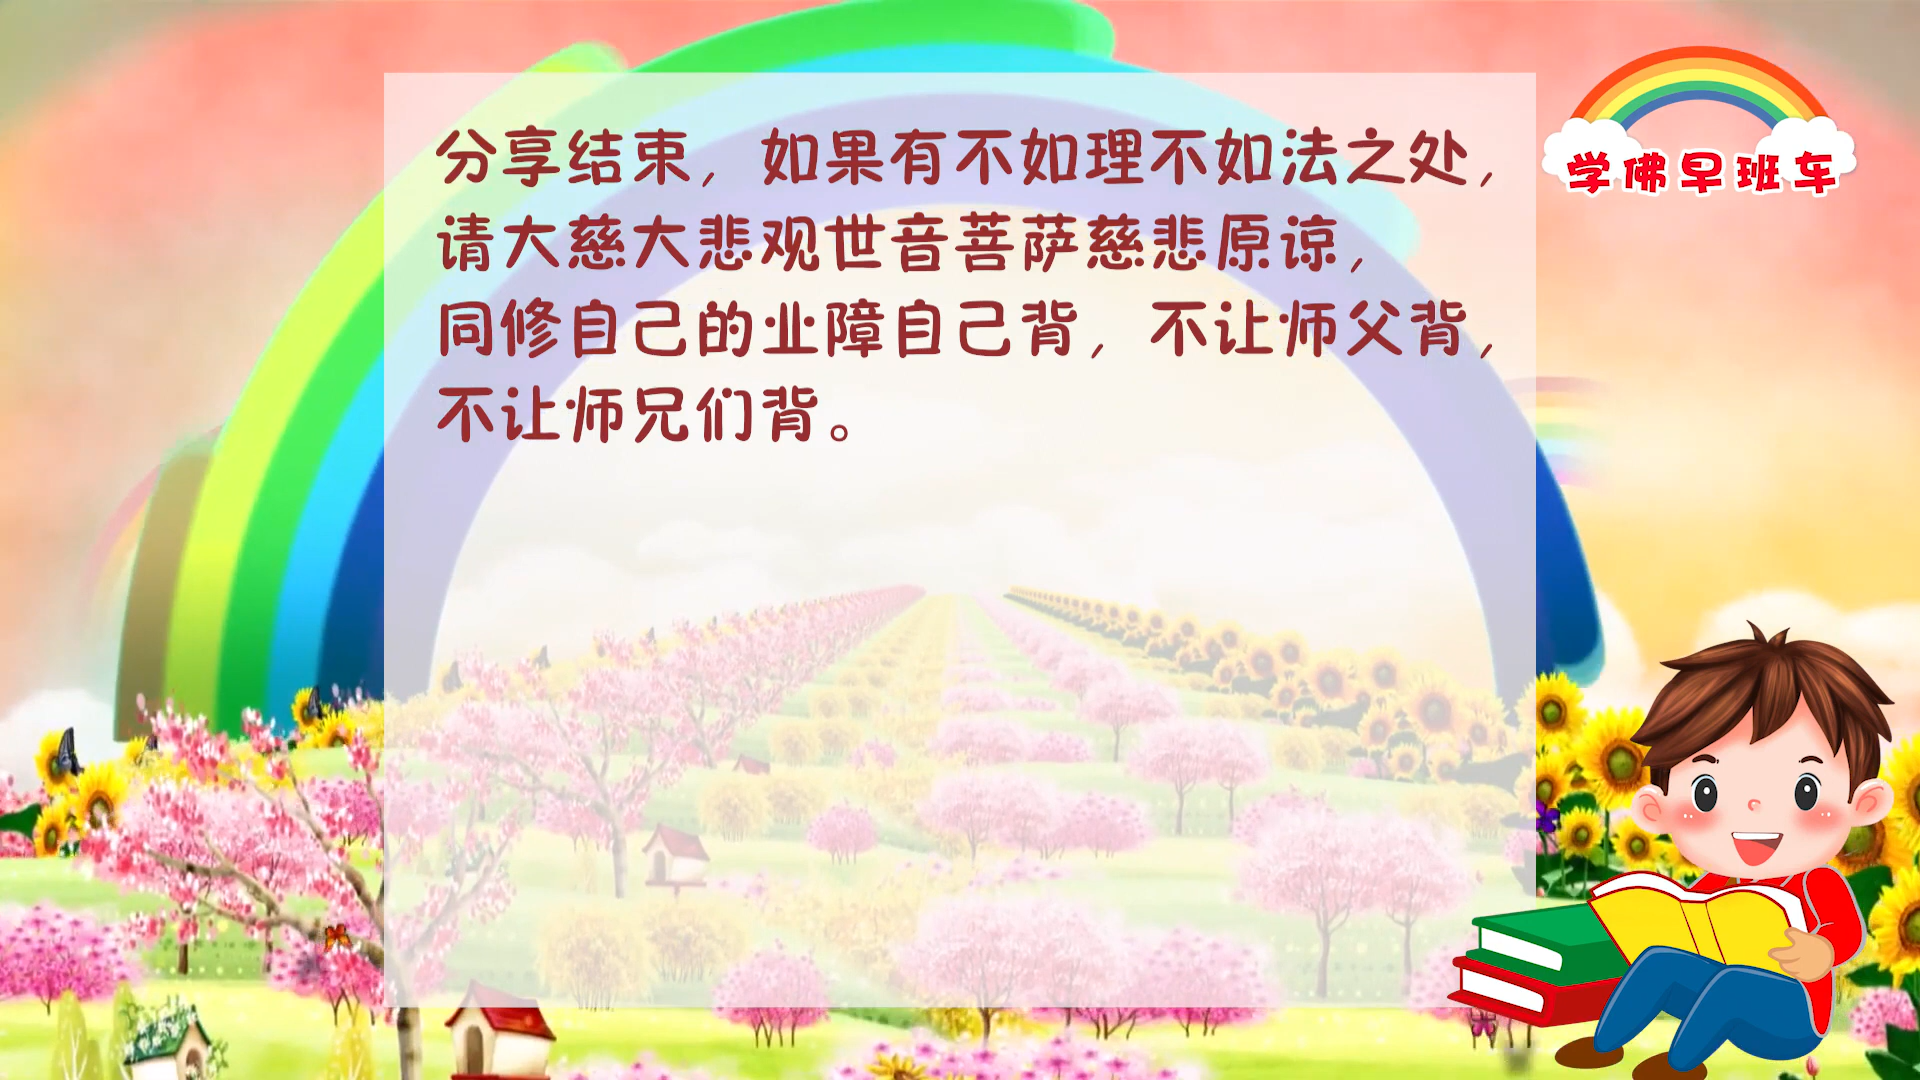 分享结束，如果有不如理不如法之处，
请大慈大悲观世音菩萨慈悲原谅，
同修自己的业障自己背，不让师父背，
不让师兄们背。
学佛早班车